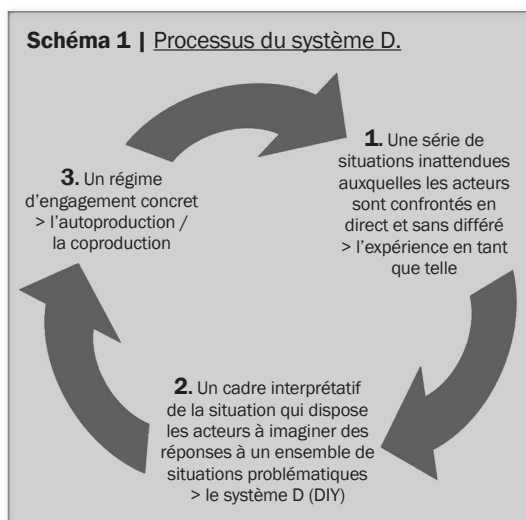 Schéma 1 | Processus du système D.
1. Une série de
situations inattendues
auxquelles les acteurs
sont confrontés en
direct et sans différé
> l'expérience en tant
que telle
2. Un cadre interprétatif
de la situation qui dispose
les acteurs à imaginer des
réponses à un ensemble de
situations problématiques
> le système D (DIY)
3. Un régime
d'engagement concret
> l'autoproduction /
la coproduction